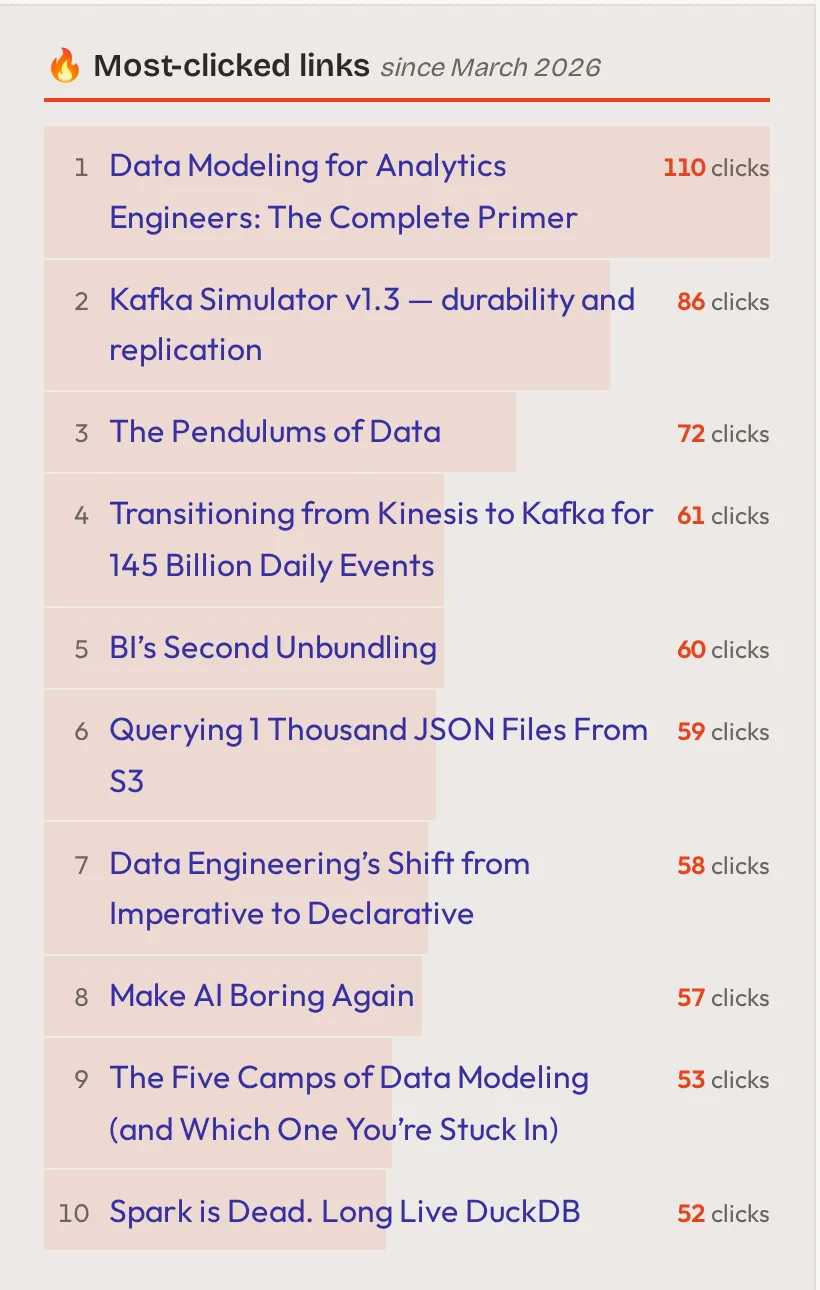 🔥 Most-clicked links since March 2026
1 Data Modeling for Analytics 110 clicks
Engineers: The Complete Primer
2 Kafka Simulator v1.3 — durability and 86 clicks
replication
3 The Pendulums of Data 72 clicks
4 Transitioning from Kinesis to Kafka for 61 clicks
145 Billion Daily Events
5 BI’s Second Unbundling 60 clicks
6 Querying 1 Thousand JSON Files From 59 clicks
S3
7 Data Engineering’s Shift from 58 clicks
Imperative to Declarative
8 Make AI Boring Again 57 clicks
9 The Five Camps of Data Modeling 53 clicks
(and Which One You’re Stuck In)
10 Spark is Dead. Long Live DuckDB 52 clicks